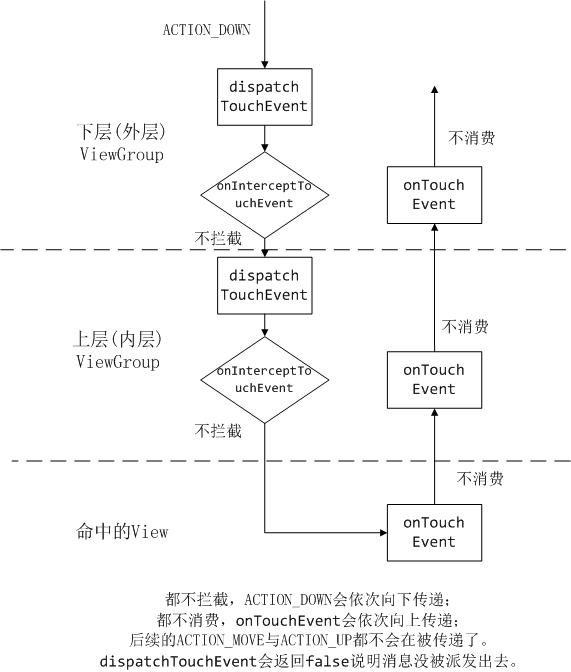 ACTION_DOWN
dispatch
TouchEvent
下层(外层)
ViewGroup
onInterceptTo
uchEvent
不拦截
不消费
onTouch
Event
dispatch
TouchEvent
上层(内层)
ViewGroup
onInterceptTo
uchEvent
不拦截
不消费
onTouch
Event
不消费
命中的View
onTouch
Event
都不拦截，ACTION_DOWN会依次向下传递；
都不消费，onTouchEvent会依次向上传递；
后续的ACTION_MOVE与ACTION_UP都不会在被传递了。
dispatchTouchEvent会返回false说明消息没被派发出去。